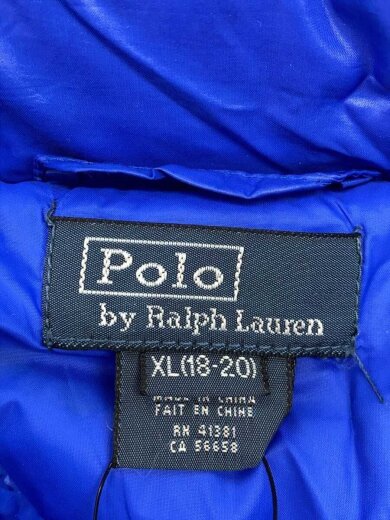 Polo
by Ralph Lauren
XL(18-20)
MADE IN CHINA
FAIT EN CHINE
RN 41381
CA 56658